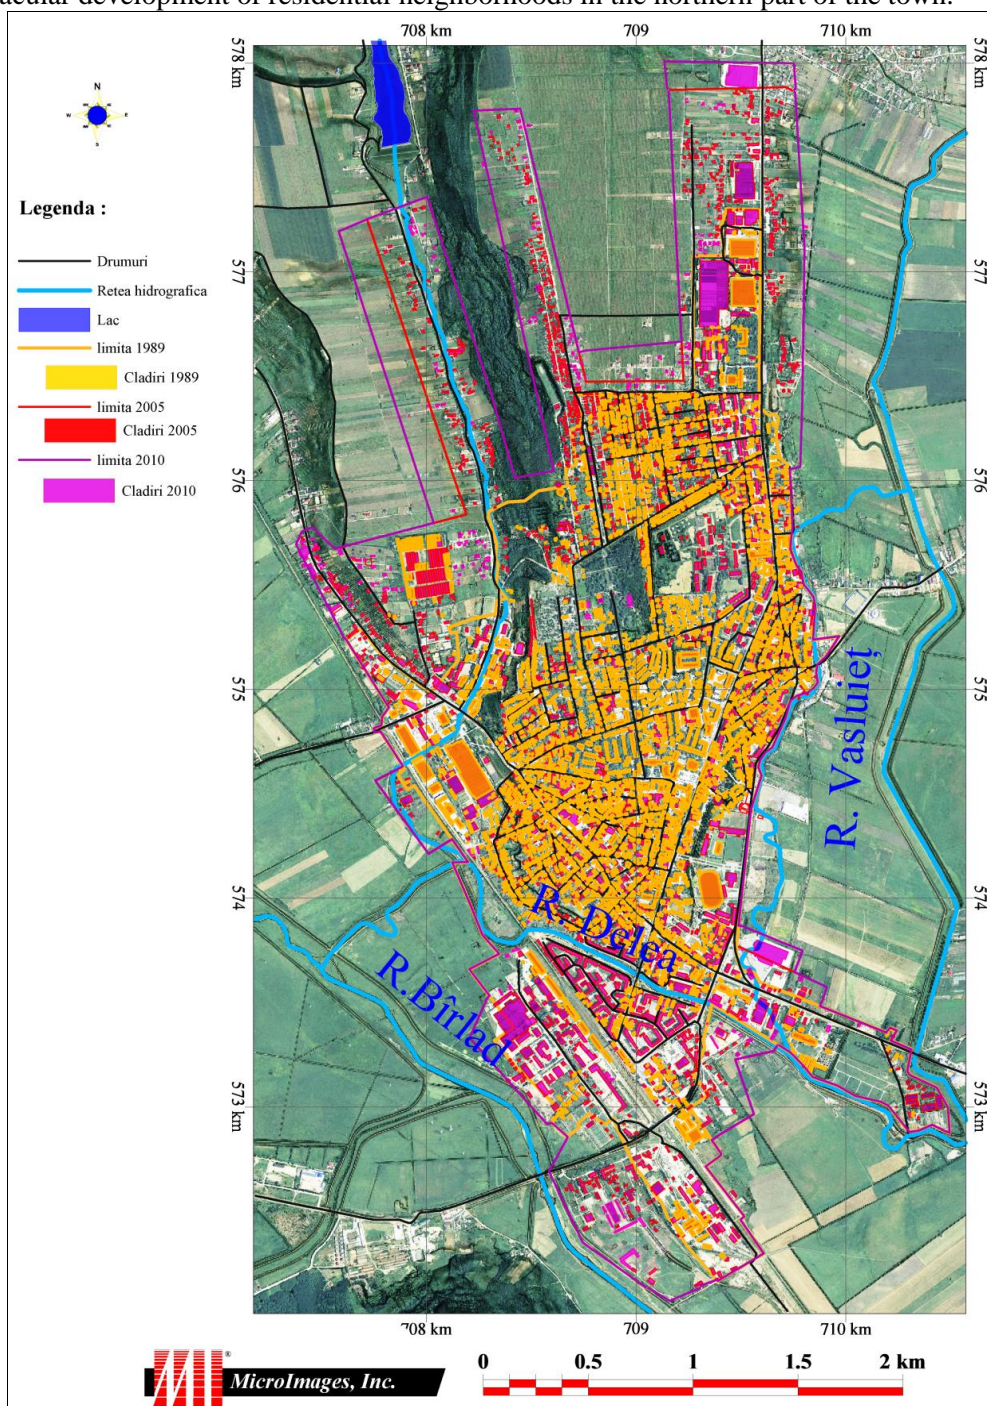 acular development of residential neighborhoods in the northern part of the town.
708 km 709 710 km
578 km 578 km
N
W E
S
Legenda :
Drumuri
Retea hidrografica
Lac
limita 1989
Cladiri 1989
limita 2005
Cladiri 2005
limita 2010
Cladiri 2010
577 577
576 576
575 575
R. Vasluieț
574 574
R. Delea
R.Bîrlad
573 km 573 km
708 km 709 710 km
MicroImages, Inc.
®
0 0.5 1 1.5 2 km